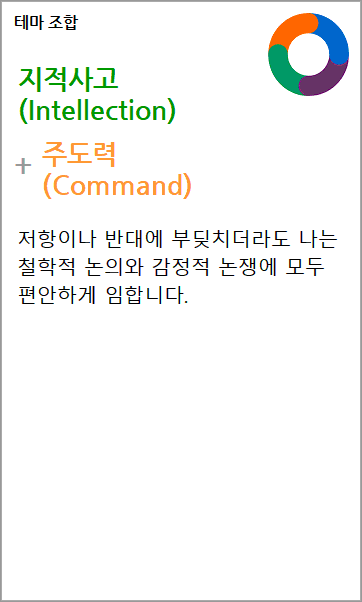 테마 조합
지적사고
(Intellection)
+ 주도력
(Command)
저항이나 반대에 부딪치더라도 나는
철학적 논의와 감정적 논쟁에 모두
편안하게 임합니다.